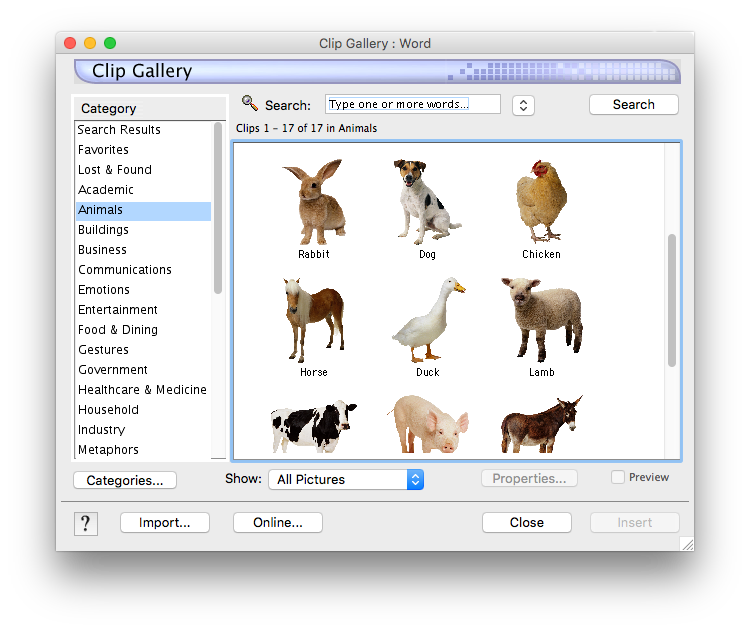 Clip Gallery : Word
Clip Gallery
Category
Search:
Type one or more words...
Search
Clips 1 – 17 of 17 in Animals
Search Results
Favorites
Lost & Found
Academic
Animals
Buildings
Business
Communications
Emotions
Entertainment
Food & Dining
Gestures
Government
Healthcare & Medicine
Household
Industry
Metaphors
Rabbit
Dog
Chicken
Horse
Duck
Lamb
Categories...
Show:
All Pictures
Properties...
Preview
?
Import...
Online...
Close
Insert